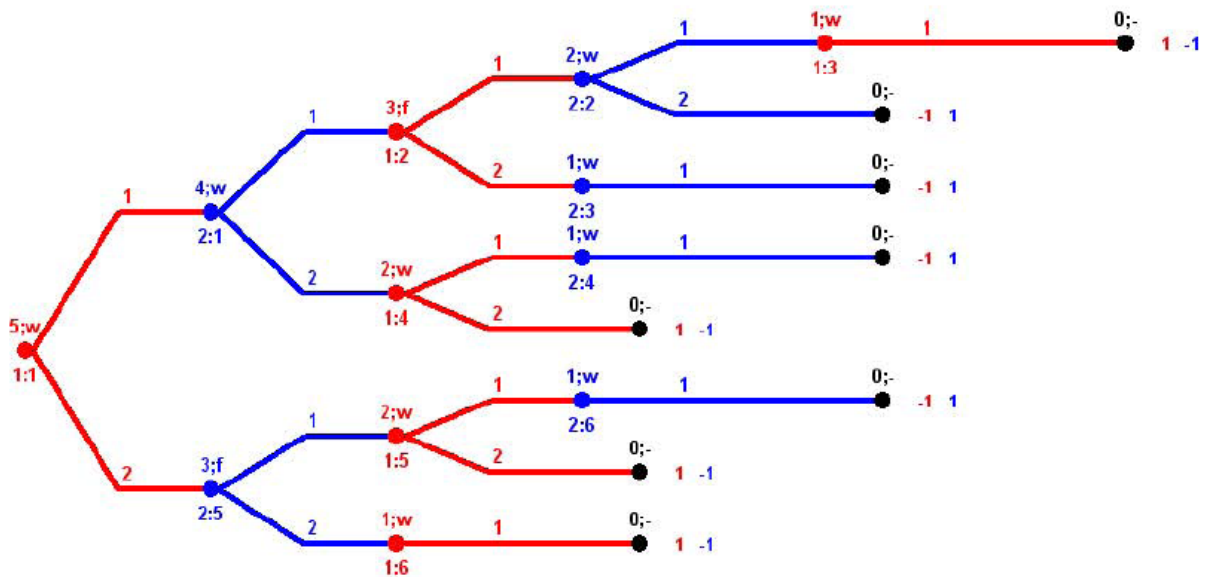 1 1;w 1 0;- 1 -1
1:3
1 2;w 2 0;- -1 1
2:2
1 3;f 2 1;w 1 0;- -1 1
1:2 2:3
1 4;w 1 1;w 1 0;- -1 1
2:1 2:4
2 2;w 2 0;- 1 -1
1:4
5;w
1:1
1 1;w 1 0;- -1 1
2:6
1 2;w 2 0;- 1 -1
1:5
2 3;f
2:5
2 1;w 1 0;- 1 -1
1:6